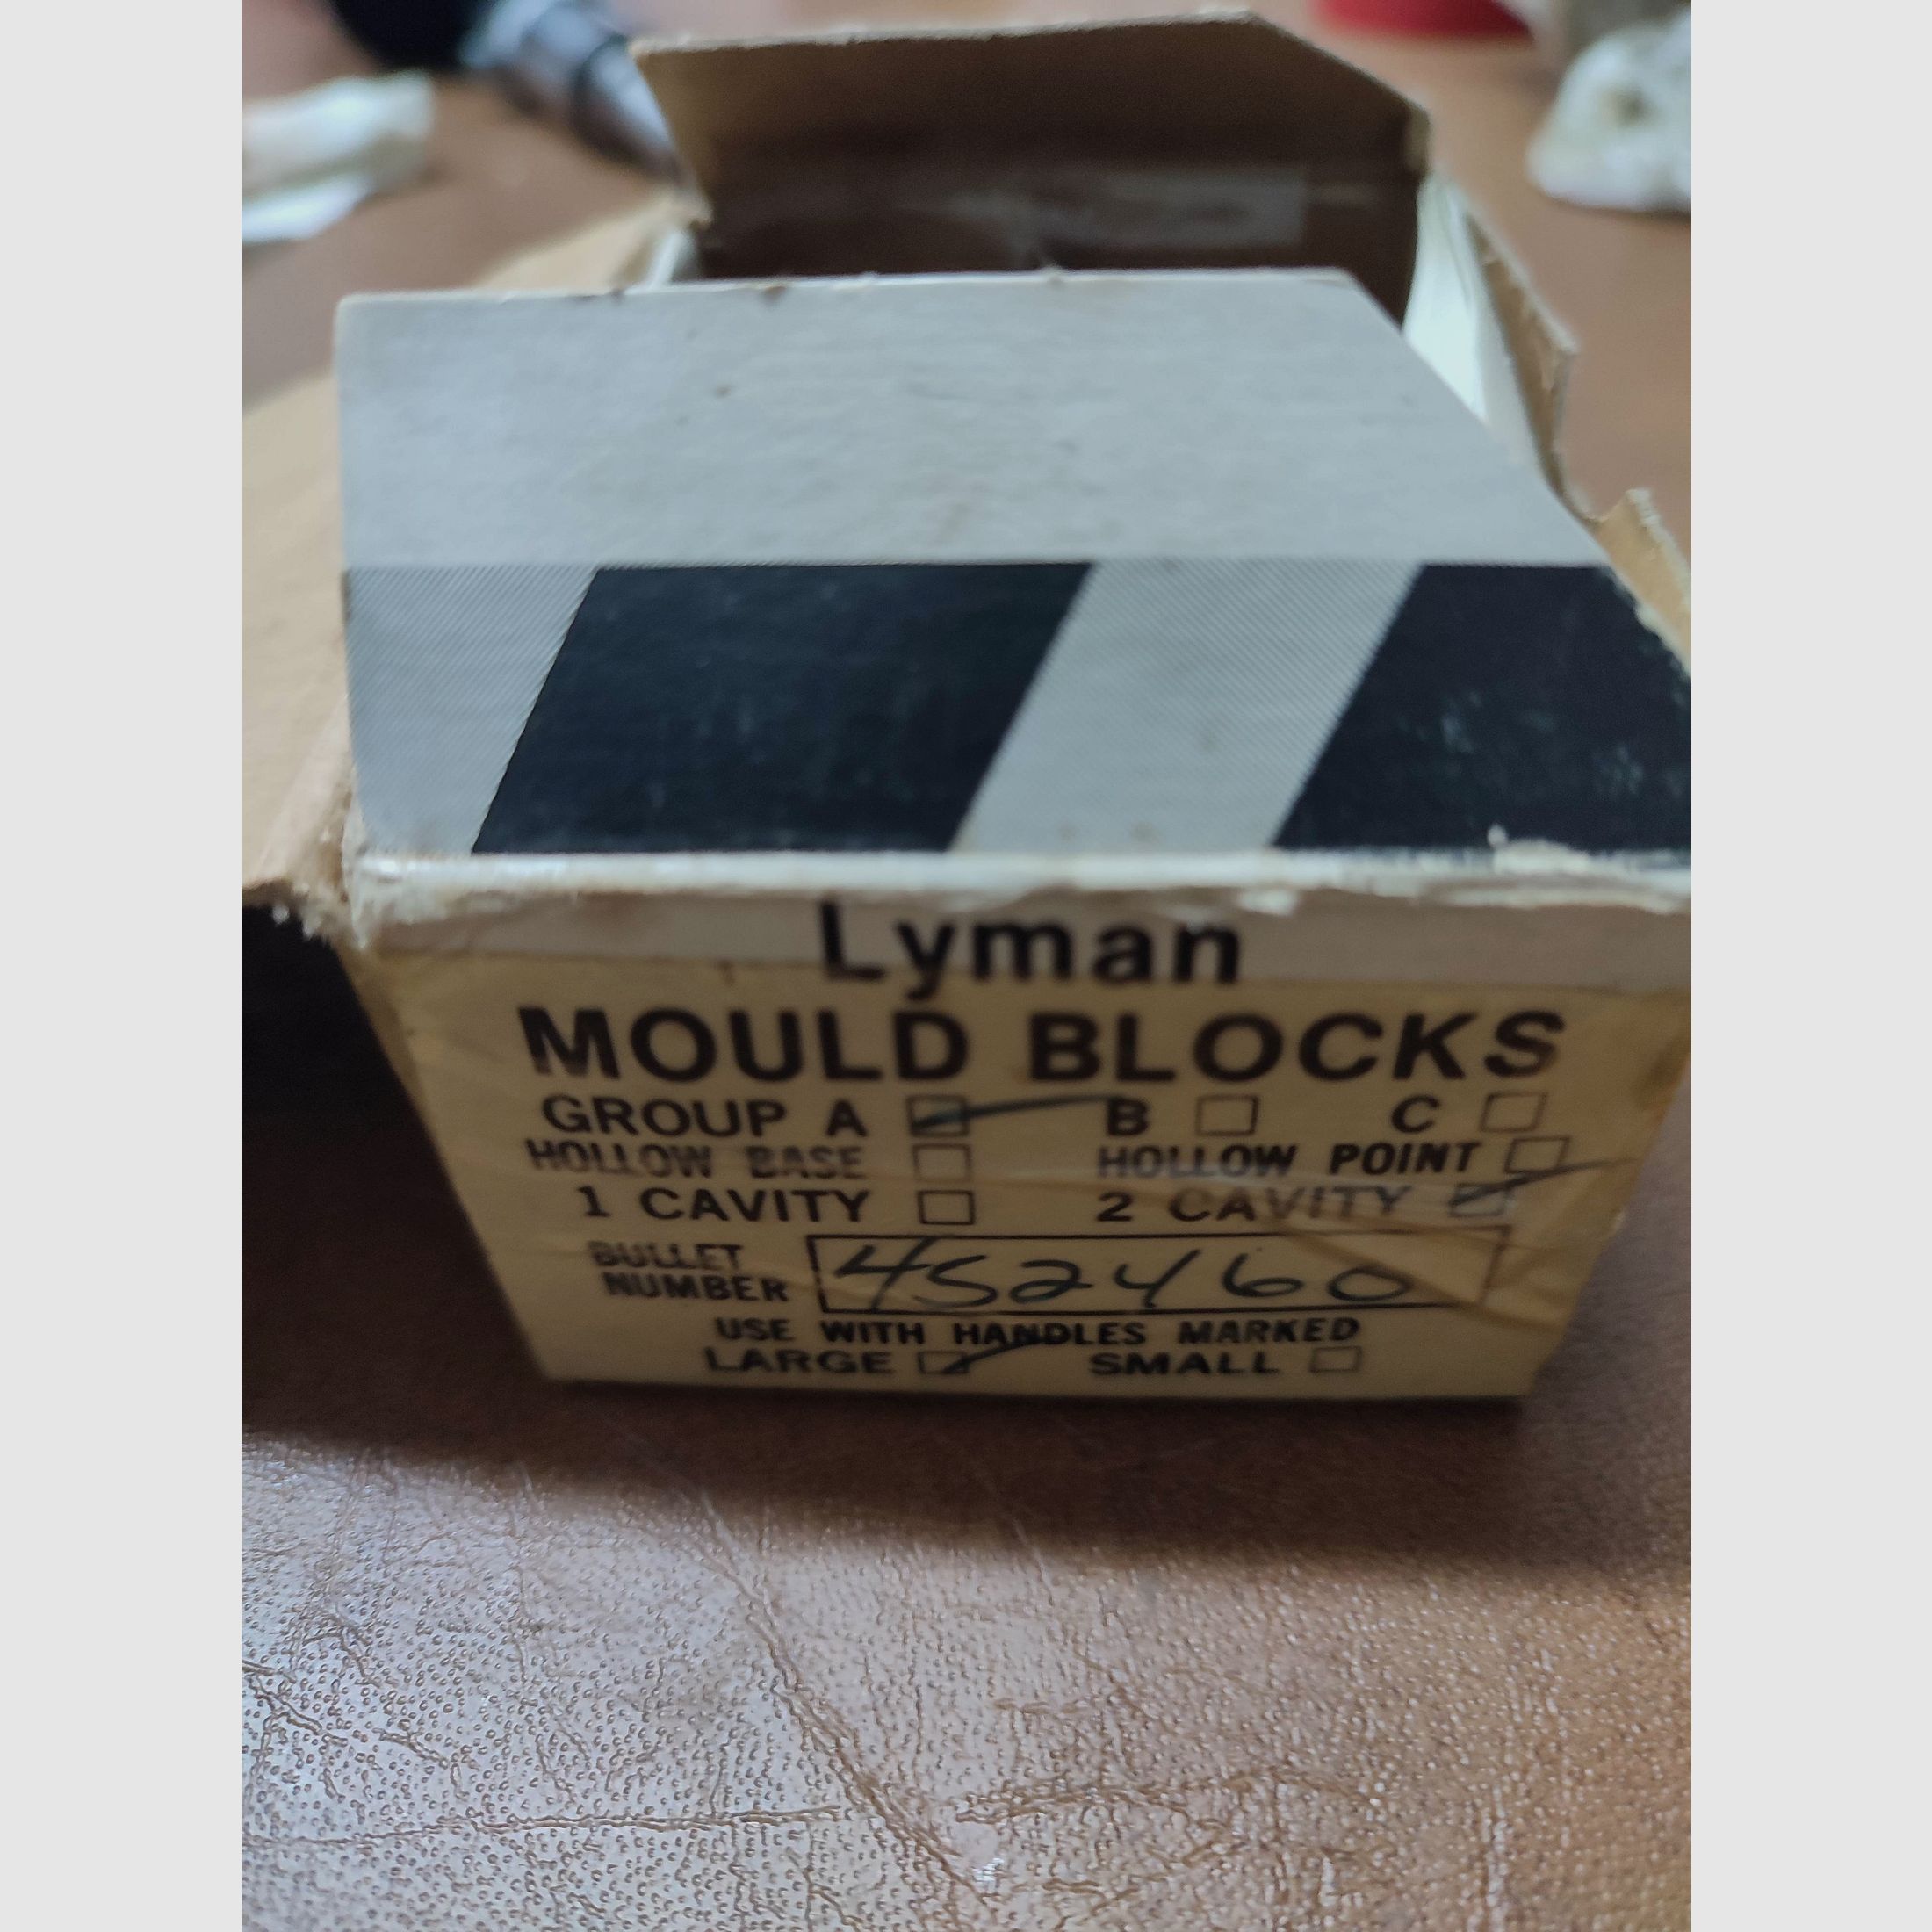 Lyman
MOULD BLOCKS
GROUP A ☑ B ☐ C ☐
HOLLOW BASE ☐ HOLLOW POINT ☐
1 CAVITY ☐ 2 CAVITY ☑
BULLET NUMBER 452460
USE WITH HANDLES MARKED
LARGE ☑ SMALL ☐